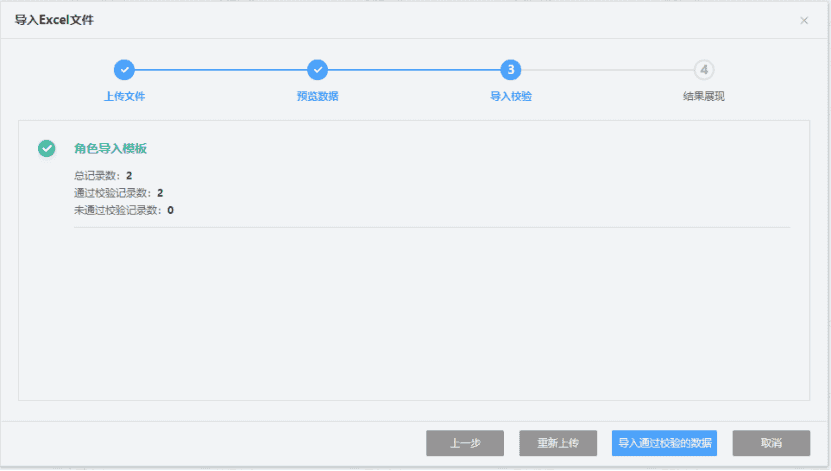 导入Excel文件
×
3
4
上传文件
预览数据
导入校验
结果展现
角色导入模板
总记录数：2
通过校验记录数：2
未通过校验记录数：0
上一步
重新上传
导入通过校验的数据
取消